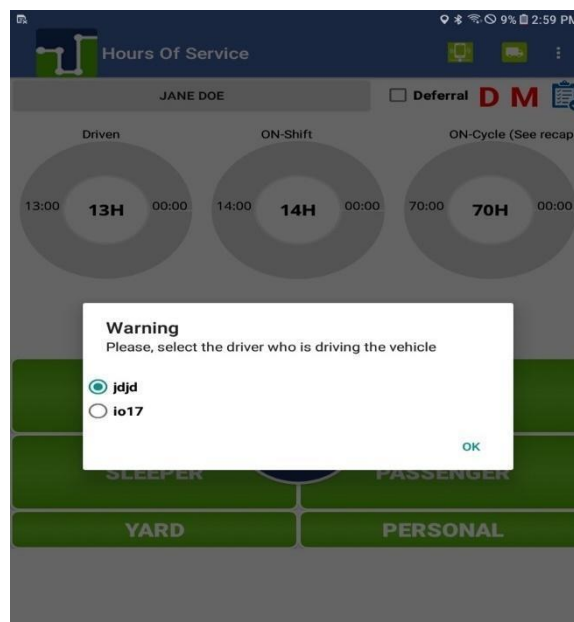 9% 2:59 PM
Hours Of Service
JANE DOE
Deferral D M
Driven ON-Shift ON-Cycle (See recap
13:00 13H 00:00 14:00 14H 00:00 70:00 70H 00:00
Warning
Please, select the driver who is driving the vehicle
jdjd
io17
OK
SLEEPER PASSENGER
YARD PERSONAL